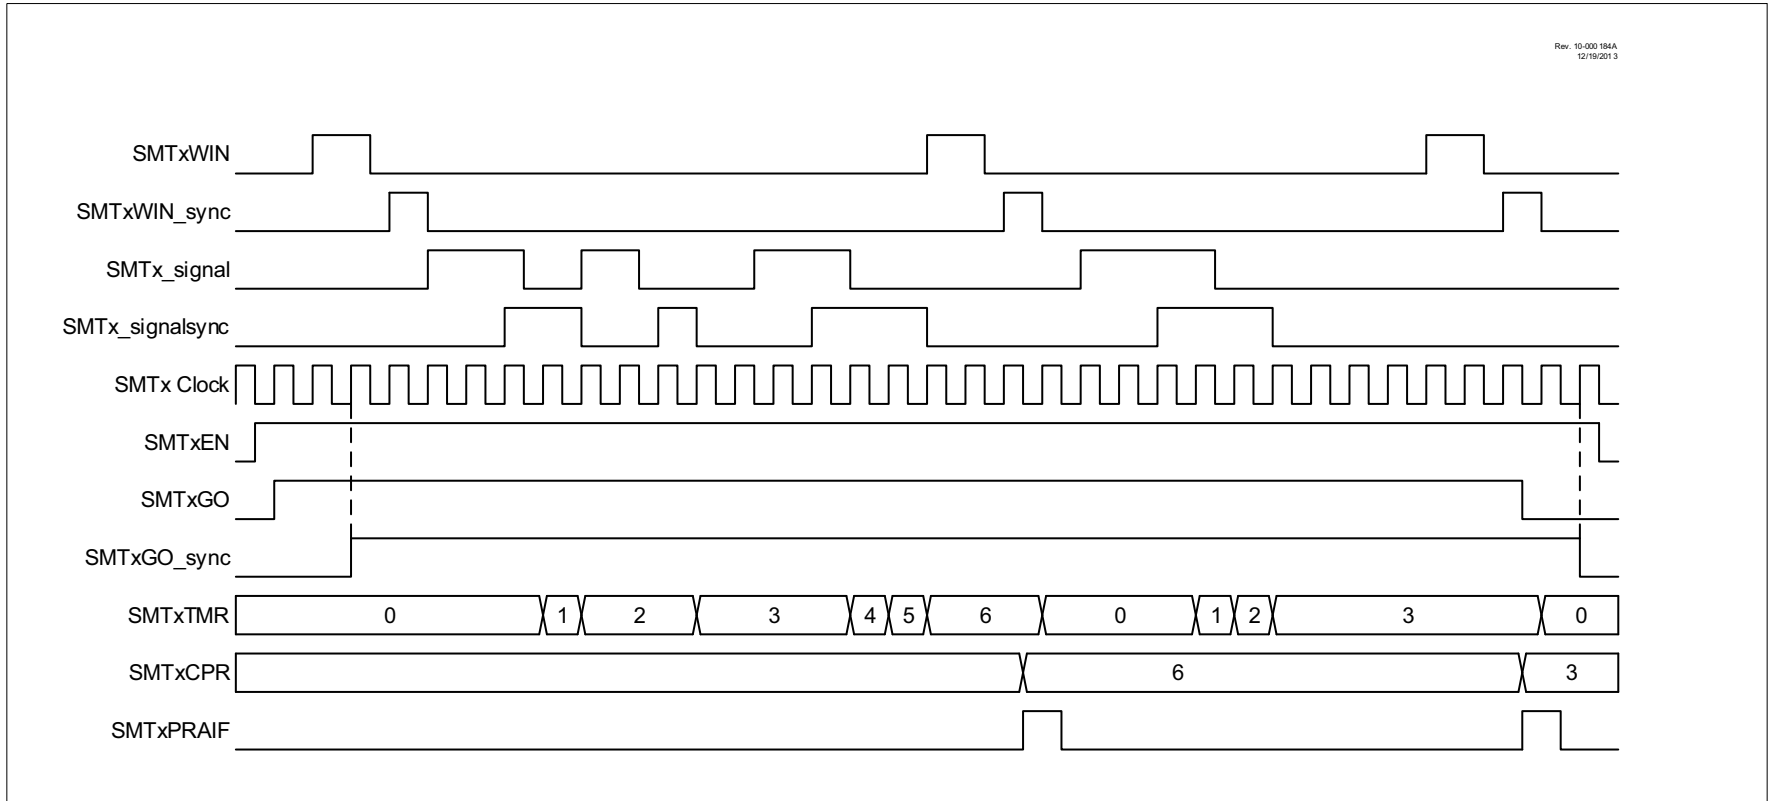 Rev. 10-000 184A
12/19/201 3
SMTxWIN
SMTxWIN_sync
SMTx_signal
SMTx_signalsync
SMTx Clock
SMTxEN
SMTxGO
SMTxGO_sync
SMTxTMR 0 1 2 3 4 5 6 0 1 2 3 0
SMTxCPR 6 3
SMTxPRAIF